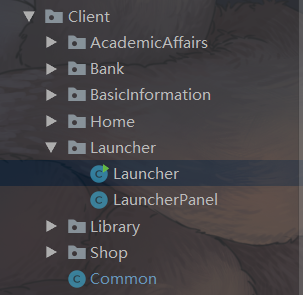 Client
AcademicAffairs
Bank
BasicInformation
Home
Launcher
Launcher
LauncherPanel
Library
Shop
Common